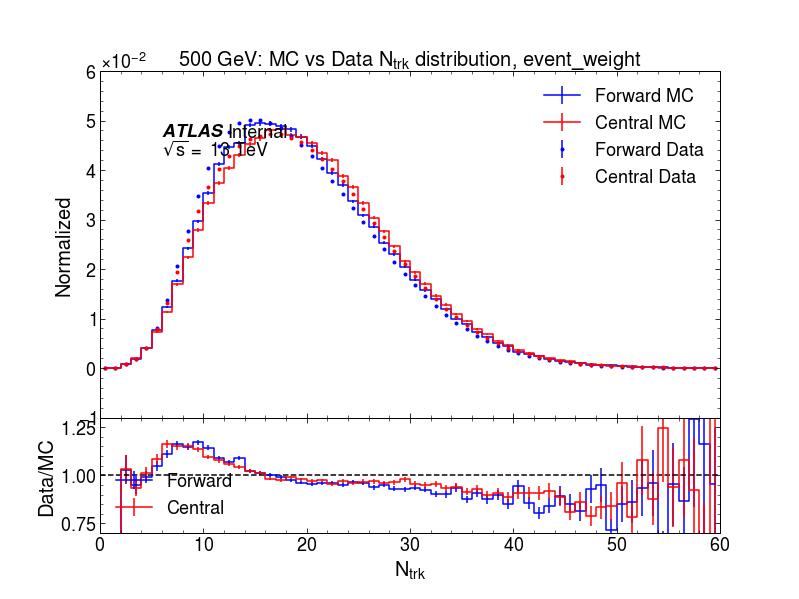 ×10⁻²
500 GeV: MC vs Data N_trk distribution, event_weight
6
5
4
3
2
1
0
−1
Normalized
ATLAS Internal
√s = 13 TeV
Forward MC
Central MC
Forward Data
Central Data
1.25
1.00
0.75
Data/MC
Forward
Central
0 10 20 30 40 50 60
N_trk